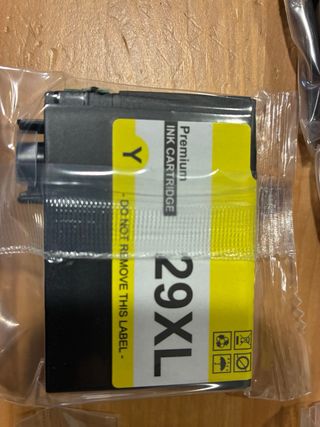 Premium
INK CARTRIDGE
Y
- DO NOT REMOVE THIS LABEL -
29XL